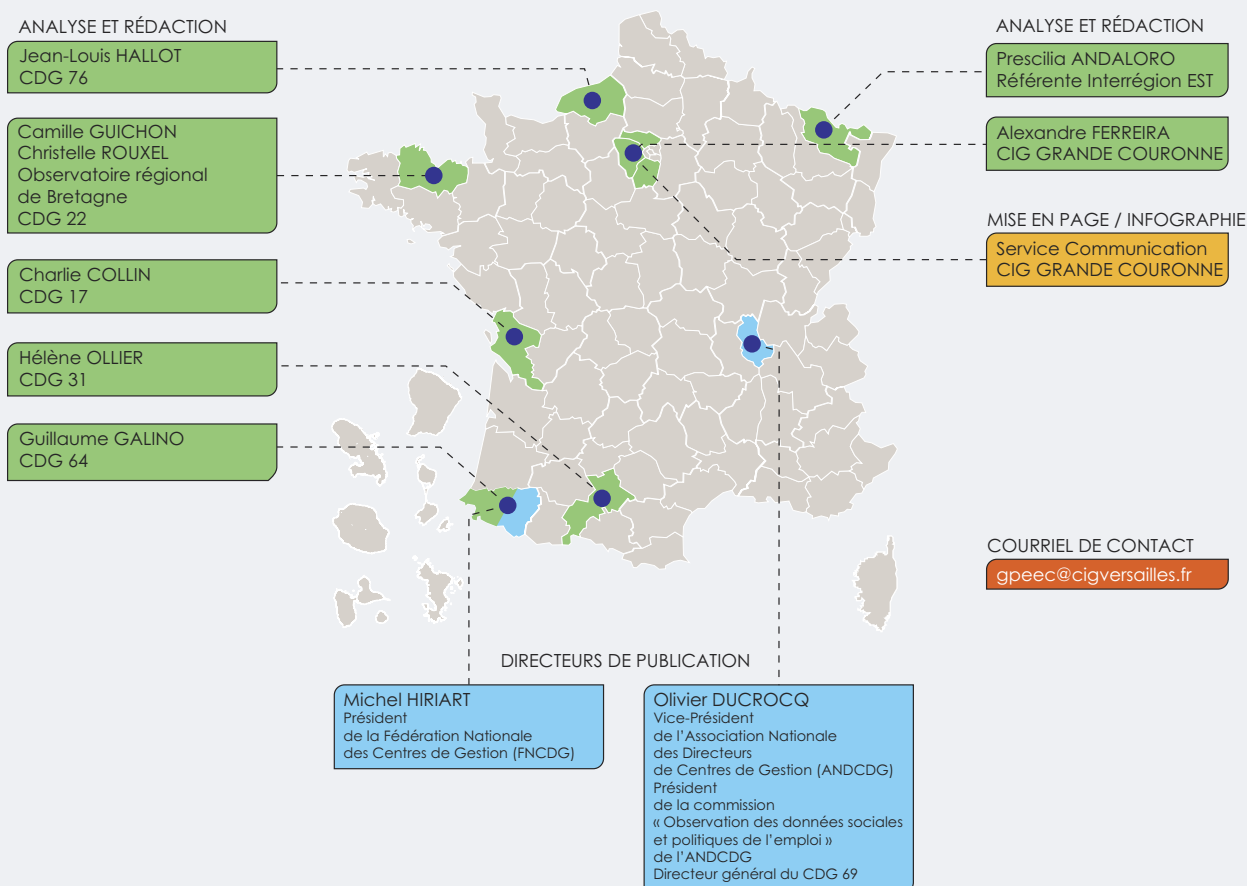 ANALYSE ET RÉDACTION
Jean-Louis HALLOT
CDG 76
Camille GUICHON
Christelle ROUXEL
Observatoire régional
de Bretagne
CDG 22
Charlie COLLIN
CDG 17
Hélène OLLIER
CDG 31
Guillaume GALINO
CDG 64
ANALYSE ET RÉDACTION
Prescilia ANDALORO
Référente Interrégion EST
Alexandre FERREIRA
CIG GRANDE COURONNE
MISE EN PAGE / INFOGRAPHIE
Service Communication
CIG GRANDE COURONNE
COURRIEL DE CONTACT
gpeec@cigversailles.fr
DIRECTEURS DE PUBLICATION
Michel HIRIART
Président
de la Fédération Nationale
des Centres de Gestion (FNCDG)
Olivier DUCROCQ
Vice-Président
de l'Association Nationale
des Directeurs
de Centres de Gestion (ANDCDG)
Président
de la commission
« Observation des données sociales
et politiques de l'emploi »
de l'ANDCDG
Directeur général du CDG 69